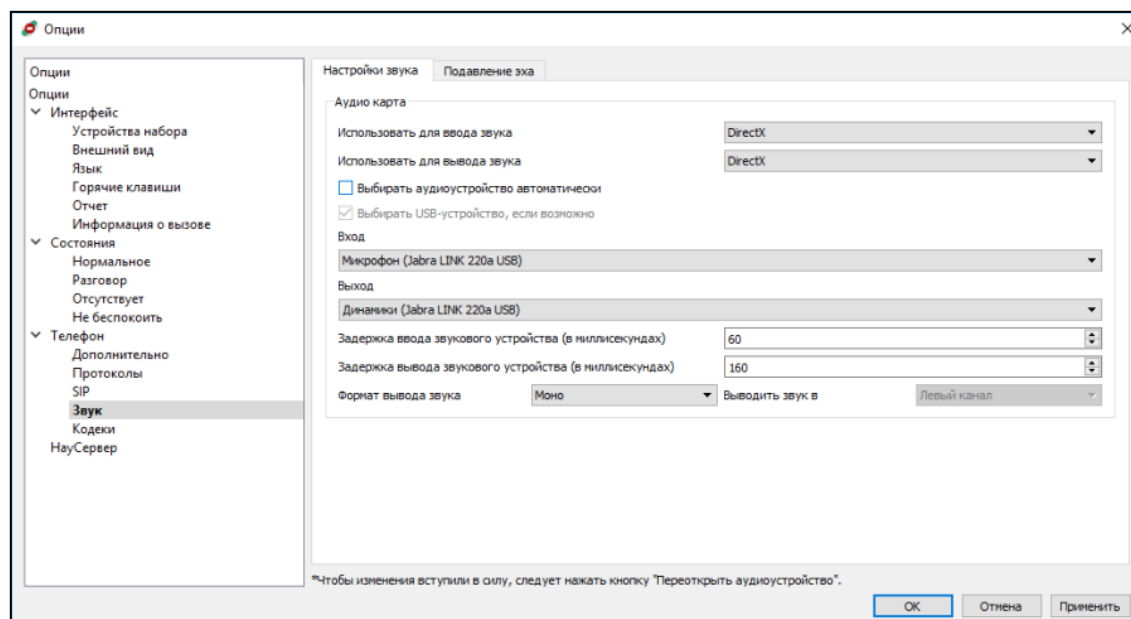 Опции
Опции
Опции
Интерфейс
Устройства набора
Внешний вид
Язык
Горячие клавиши
Отчет
Информация о вызове
Состояния
Нормальное
Разговор
Отсутствует
Не беспокоить
Телефон
Дополнительно
Протоколы
SIP
Звук
Кодеки
НауСервер
Настройки звука Подавление эха
Аудио карта
Использовать для ввода звука DirectX
Использовать для вывода звука DirectX
Выбирать аудиоустройство автоматически
Выбирать USB-устройство, если возможно
Вход
Микрофон (Jabra LINK 220a USB)
Выход
Динамики (Jabra LINK 220a USB)
Задержка ввода звукового устройства (в миллисекундах) 60
Задержка вывода звукового устройства (в миллисекундах) 160
Формат вывода звука Моно Выводить звук в Левый канал
*Чтобы изменения вступили в силу, следует нажать кнопку "Переоткрыть аудиоустройство".
OK Отмена Применить